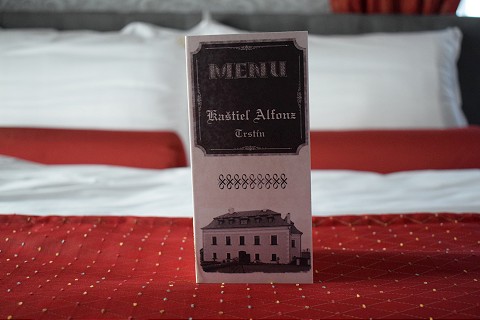 MENU
Kaštieľ Alfonz
Trstín